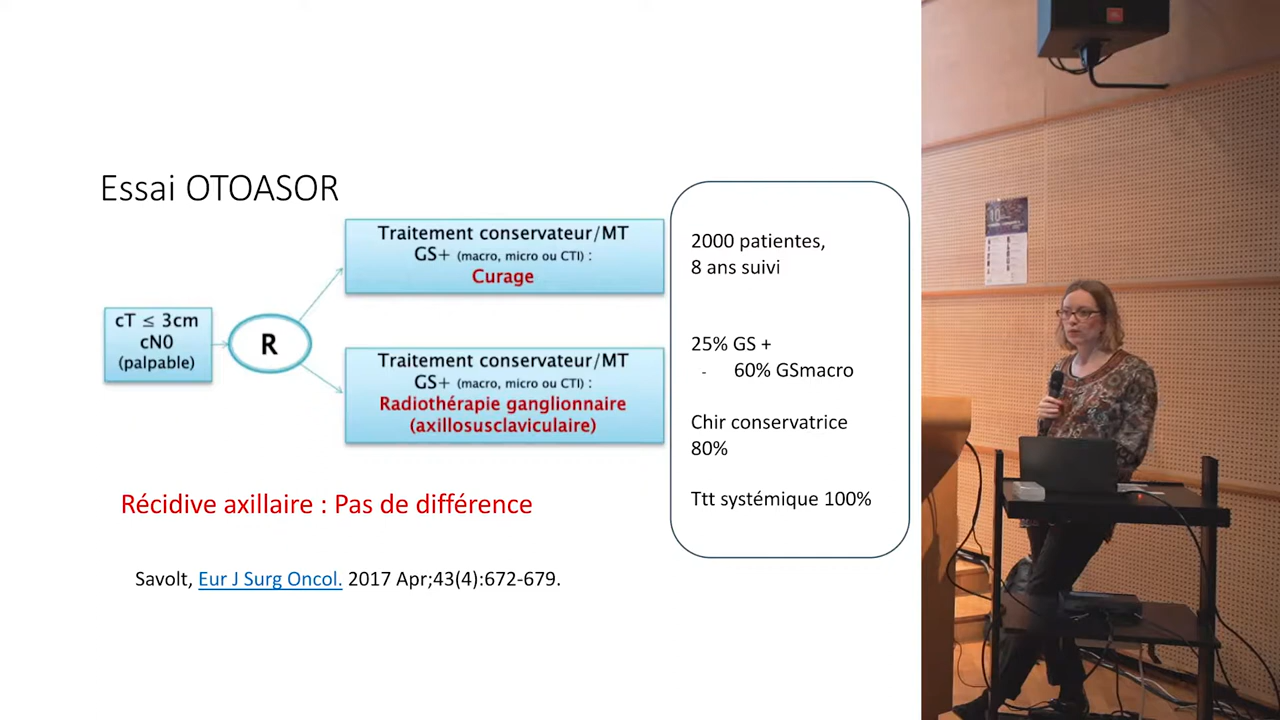 Essai OTOASOR
cT ≤ 3cm
cN0
(palpable)
R
Traitement conservateur/MT
GS+ (macro, micro ou CTI) :
Curage
Traitement conservateur/MT
GS+ (macro, micro ou CTI) :
Radiothérapie ganglionnaire
(axillosusclaviculaire)
2000 patientes,
8 ans suivi
25% GS +
- 60% GSmacro
Chir conservatrice
80%
Ttt systémique 100%
Récidive axillaire : Pas de différence
Savolt, Eur J Surg Oncol. 2017 Apr;43(4):672-679.
10
JBL